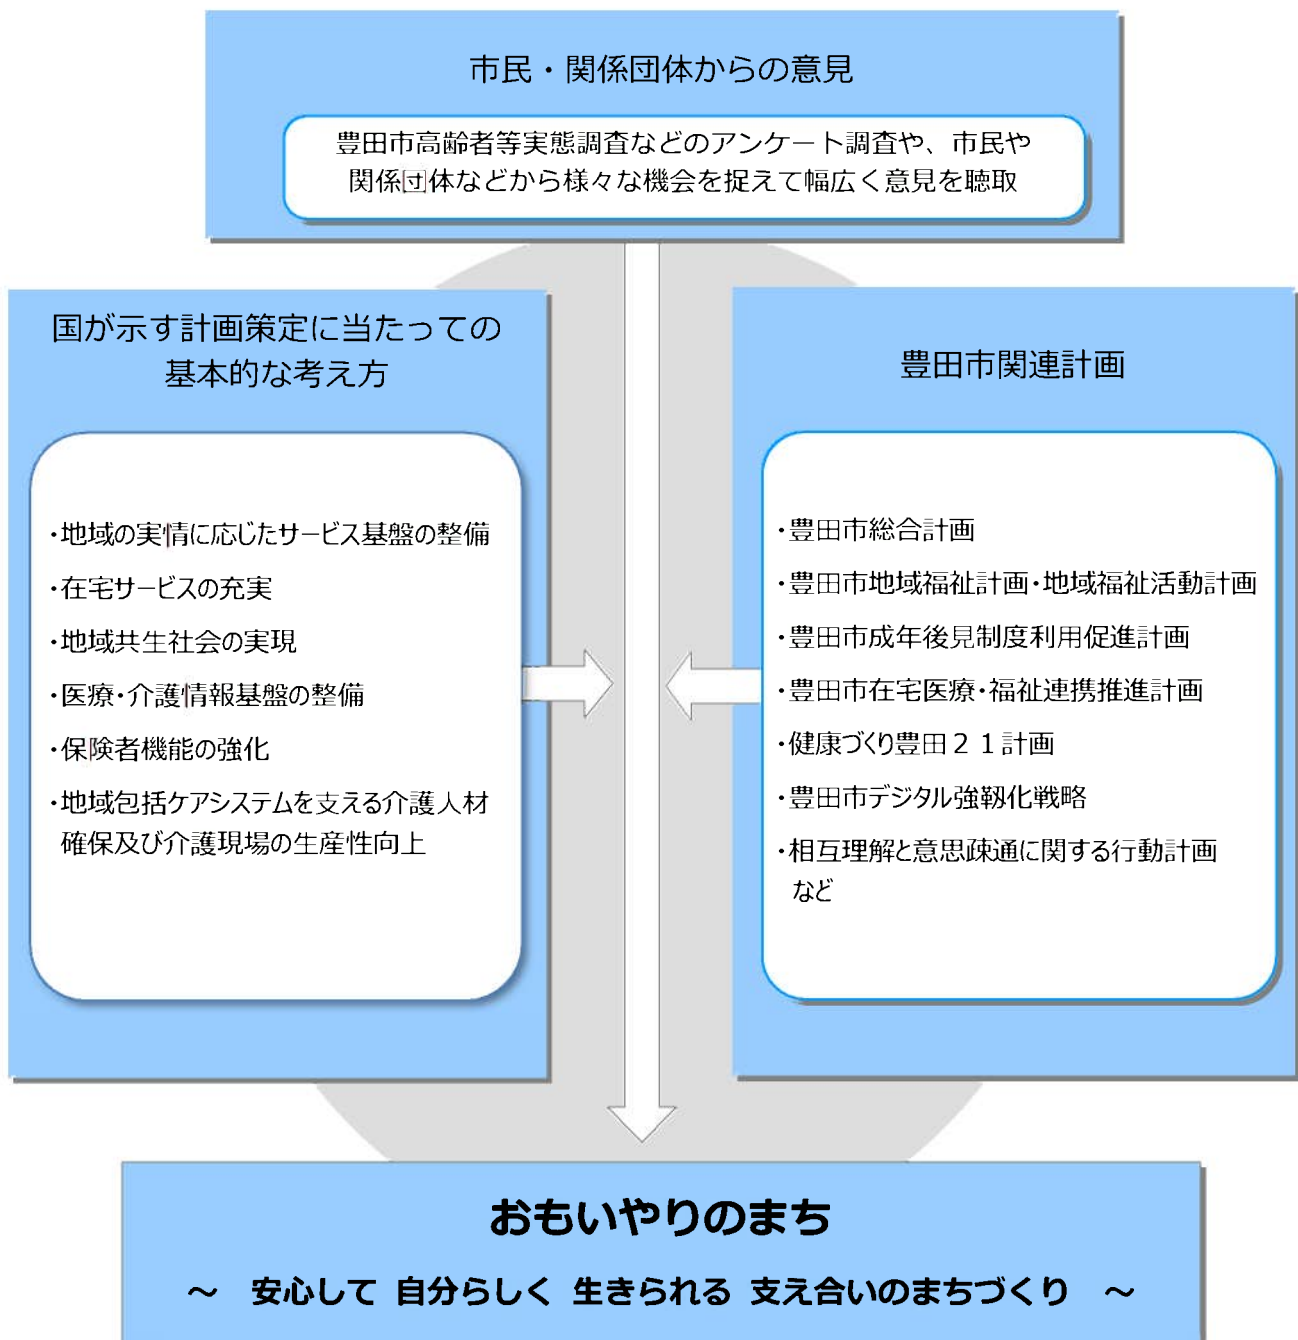 市民・関係団体からの意見
豊田市高齢者等実態調査などのアンケート調査や、市民や
関係団体などから様々な機会を捉えて幅広く意見を聴取
国が示す計画策定に当たっての
基本的な考え方
・地域の実情に応じたサービス基盤の整備
・在宅サービスの充実
・地域共生社会の実現
・医療・介護情報基盤の整備
・保険者機能の強化
・地域包括ケアシステムを支える介護人材
確保及び介護現場の生産性向上
豊田市関連計画
・豊田市総合計画
・豊田市地域福祉計画・地域福祉活動計画
・豊田市成年後見制度利用促進計画
・豊田市在宅医療・福祉連携推進計画
・健康づくり豊田２１計画
・豊田市デジタル強靱化戦略
・相互理解と意思疎通に関する行動計画
など
おもいやりのまち
～ 安心して 自分らしく 生きられる 支え合いのまちづくり ～